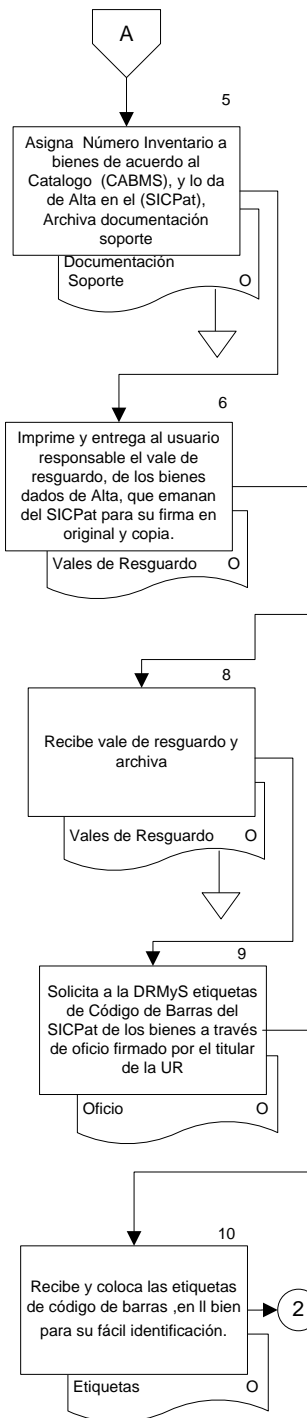 A
5
Asigna Número Inventario a
bienes de acuerdo al
Catalogo (CABMS), y lo da
de Alta en el (SICPat),
Archiva documentación
soporte
Documentación
Soporte O
6
Imprime y entrega al usuario
responsable el vale de
resguardo, de los bienes
dados de Alta, que emanan
del SICPat para su firma en
original y copia.
Vales de Resguardo O
8
Recibe vale de resguardo y
archiva
Vales de Resguardo O
9
Solicita a la DRMyS etiquetas
de Código de Barras del
SICPat de los bienes a través
de oficio firmado por el titular
de la UR
Oficio O
10
Recibe y coloca las etiquetas
de código de barras ,en ll bien
para su fácil identificación.
2
Etiquetas O